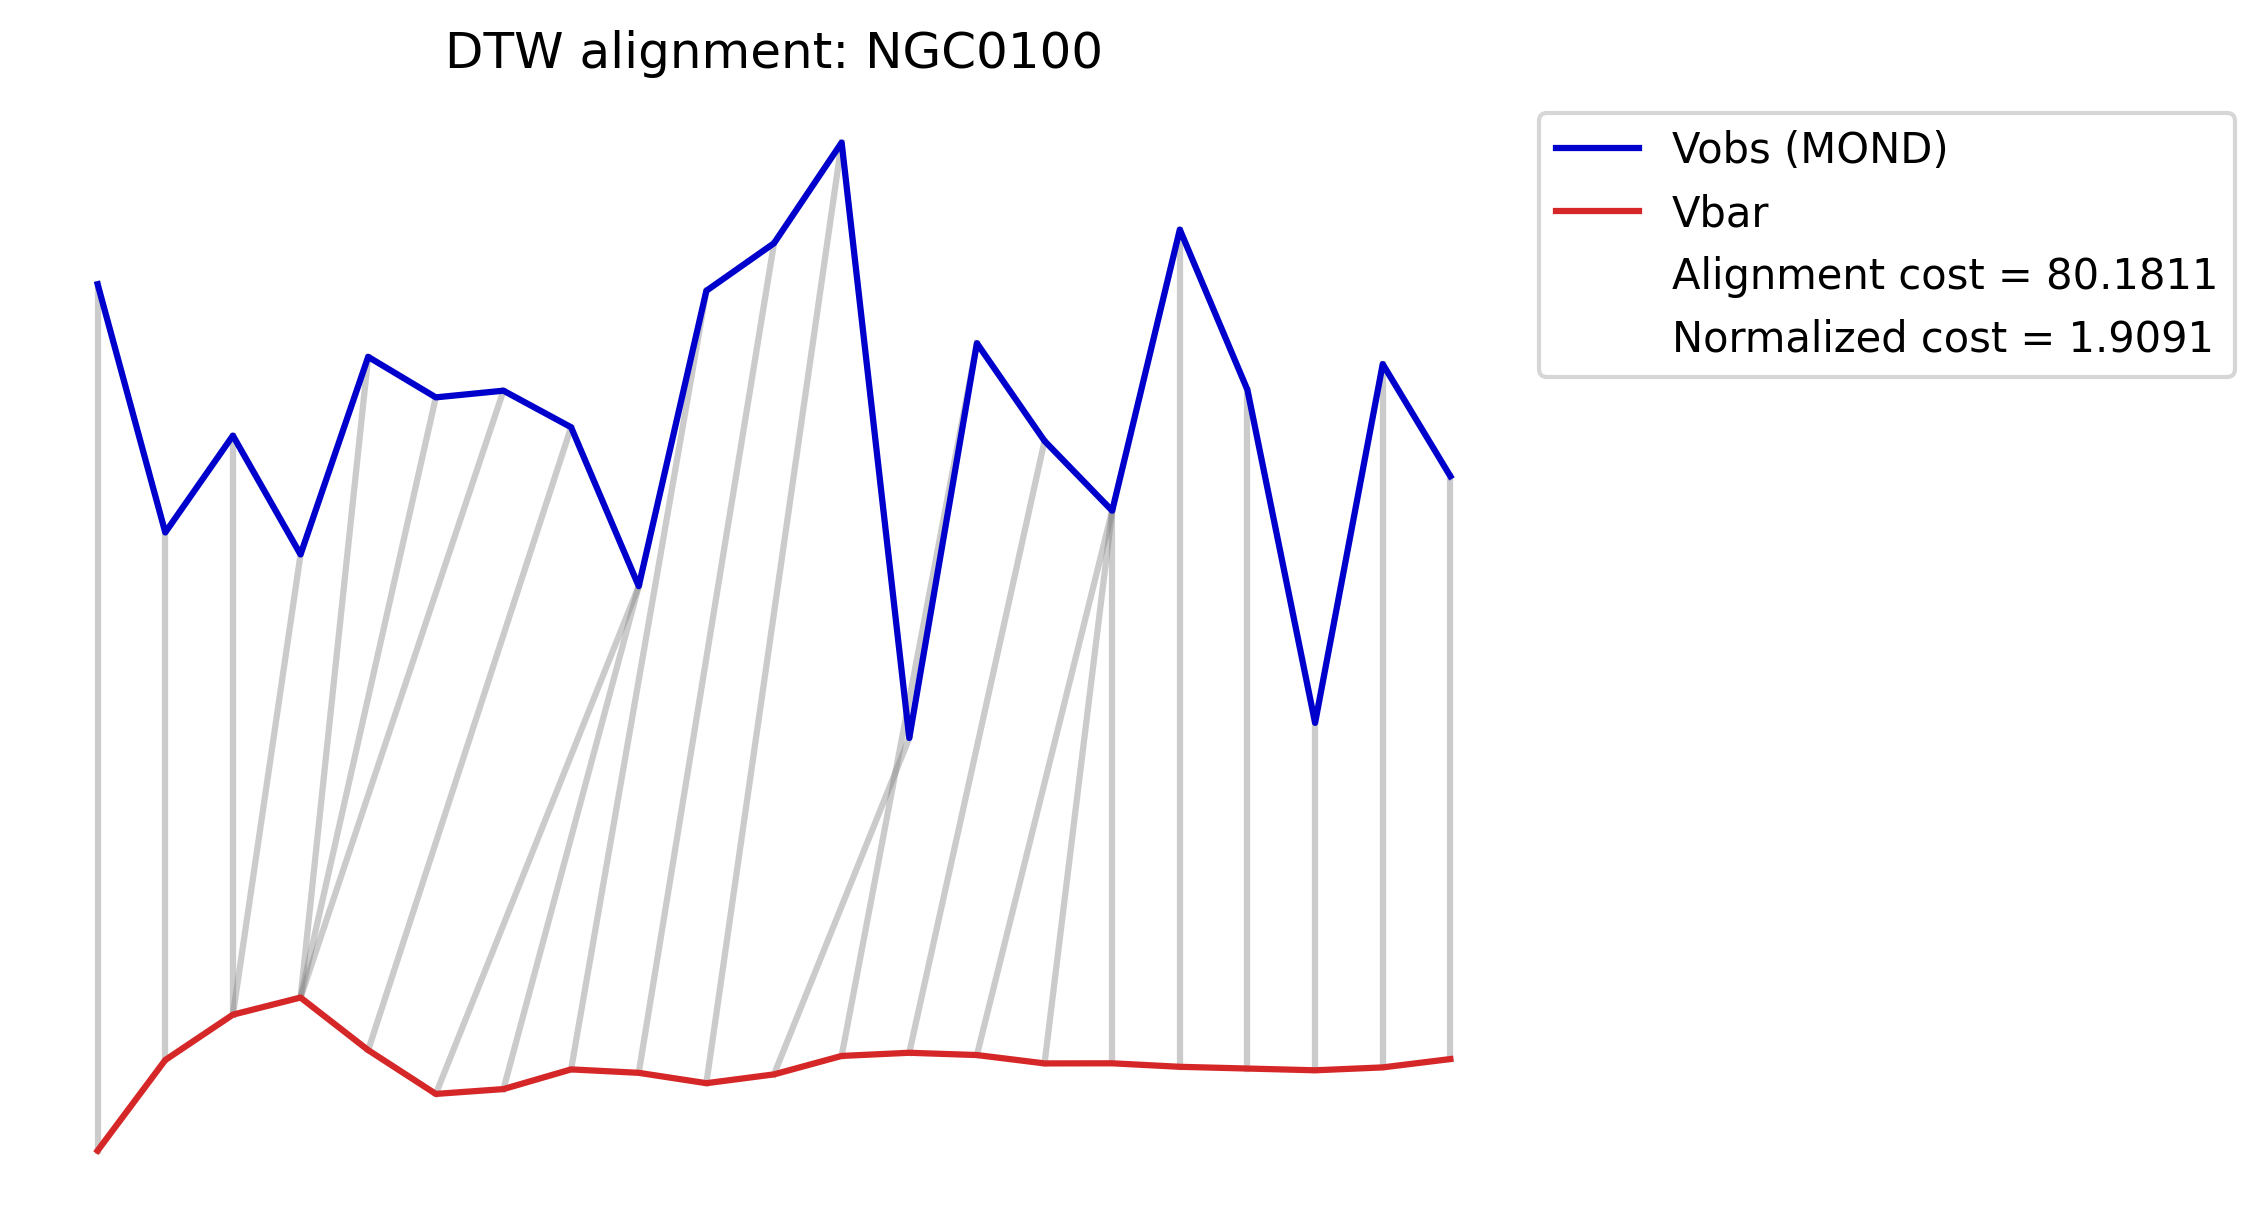 DTW alignment: NGC0100
Vobs (MOND)
Vbar
Alignment cost = 80.1811
Normalized cost = 1.9091